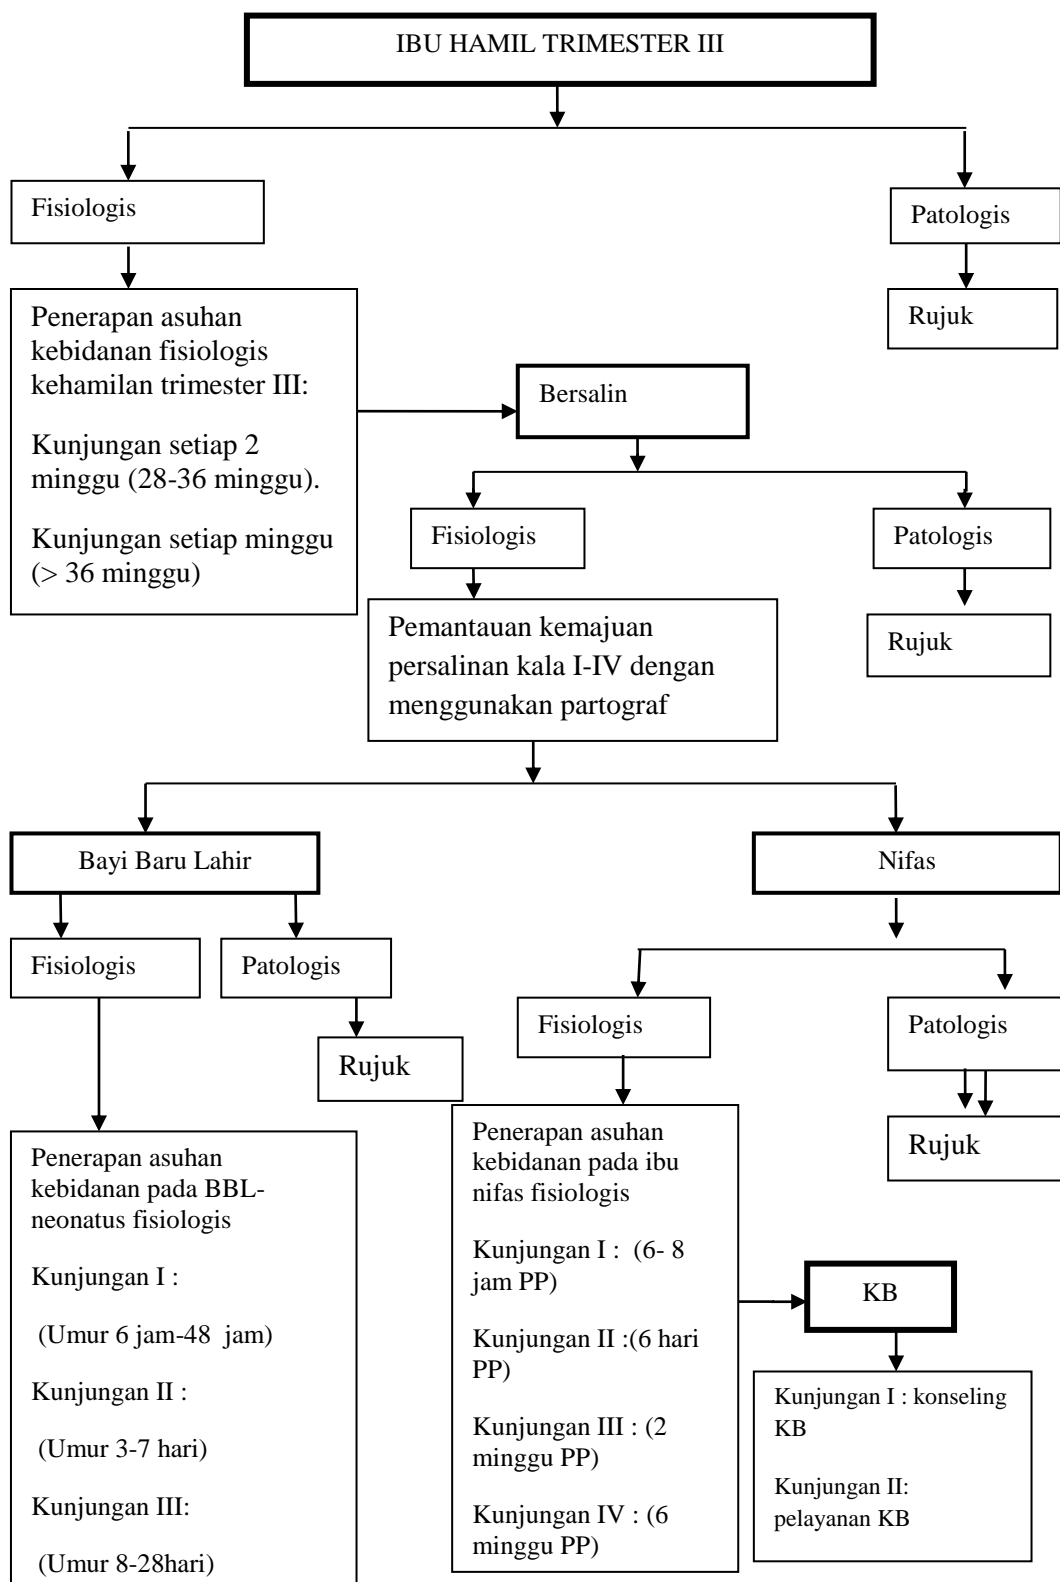 IBU HAMIL TRIMESTER III
Fisiologis
Patologis
Penerapan asuhan
kebidanan fisiologis
kehamilan trimester III:
Kunjungan setiap 2
minggu (28-36 minggu).
Kunjungan setiap minggu
(> 36 minggu)
Rujuk
Bersalin
Fisiologis
Patologis
Pemantauan kemajuan
persalinan kala I-IV dengan
menggunakan partograf
Rujuk
Bayi Baru Lahir
Nifas
Fisiologis
Patologis
Rujuk
Fisiologis
Patologis
Rujuk
Penerapan asuhan
kebidanan pada BBL-
neonatus fisiologis
Kunjungan I :
(Umur 6 jam-48  jam)
Kunjungan II :
(Umur 3-7 hari)
Kunjungan III:
(Umur 8-28hari)
Penerapan asuhan
kebidanan pada ibu
nifas fisiologis
Kunjungan I :  (6- 8
jam PP)
Kunjungan II :(6 hari
PP)
Kunjungan III : (2
minggu PP)
Kunjungan IV : (6
minggu PP)
KB
Kunjungan I : konseling
KB
Kunjungan II:
pelayanan KB